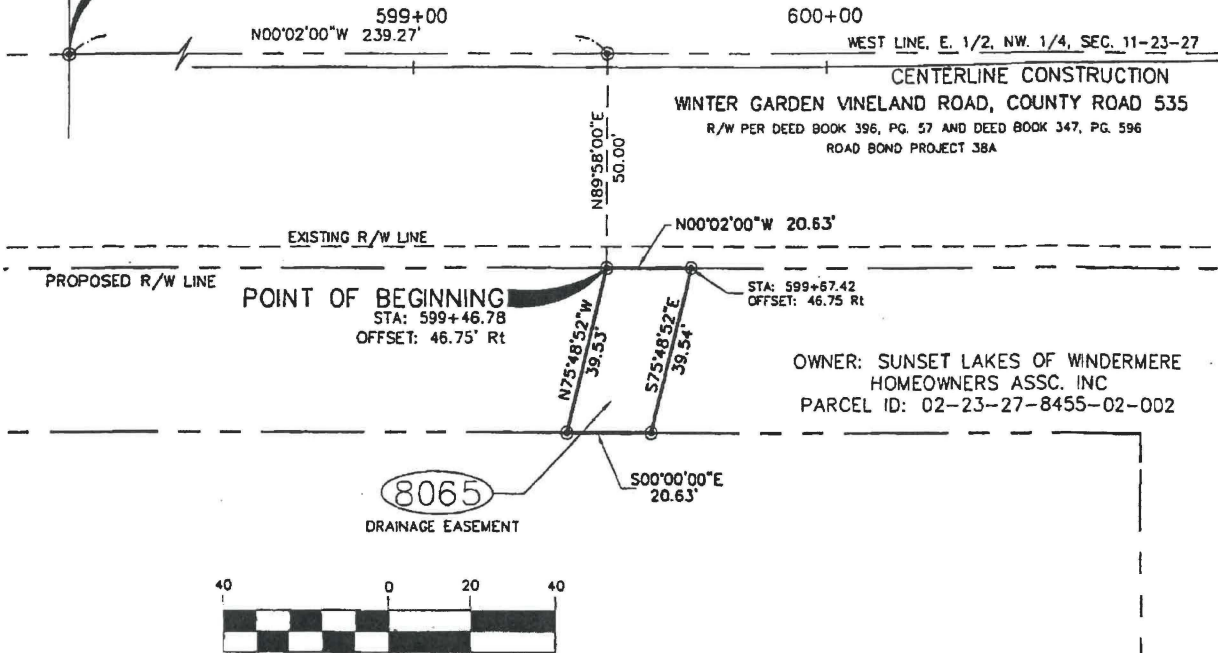 599+00
600+00
N00°02'00"W 239.27'
WEST LINE, E. 1/2, NW. 1/4, SEC. 11-23-27
CENTERLINE CONSTRUCTION
WINTER GARDEN VINELAND ROAD, COUNTY ROAD 535
R/W PER DEED BOOK 396, PG. 57 AND DEED BOOK 347, PG. 596
ROAD BOND PROJECT 38A
N89°58'00"E
50.00'
N00°02'00"W 20.63'
EXISTING R/W LINE
PROPOSED R/W LINE
POINT OF BEGINNING
STA: 599+46.78
OFFSET: 46.75' Rt
STA: 599+67.42
OFFSET: 46.75 Rt
N75°48'52"W
39.53'
S75°48'52"E
39.54'
OWNER: SUNSET LAKES OF WINDERMERE
HOMEOWNERS ASSC. INC
PARCEL ID: 02-23-27-8455-02-002
S00°00'00"E
20.63'
8065
DRAINAGE EASEMENT
40 0 20 40